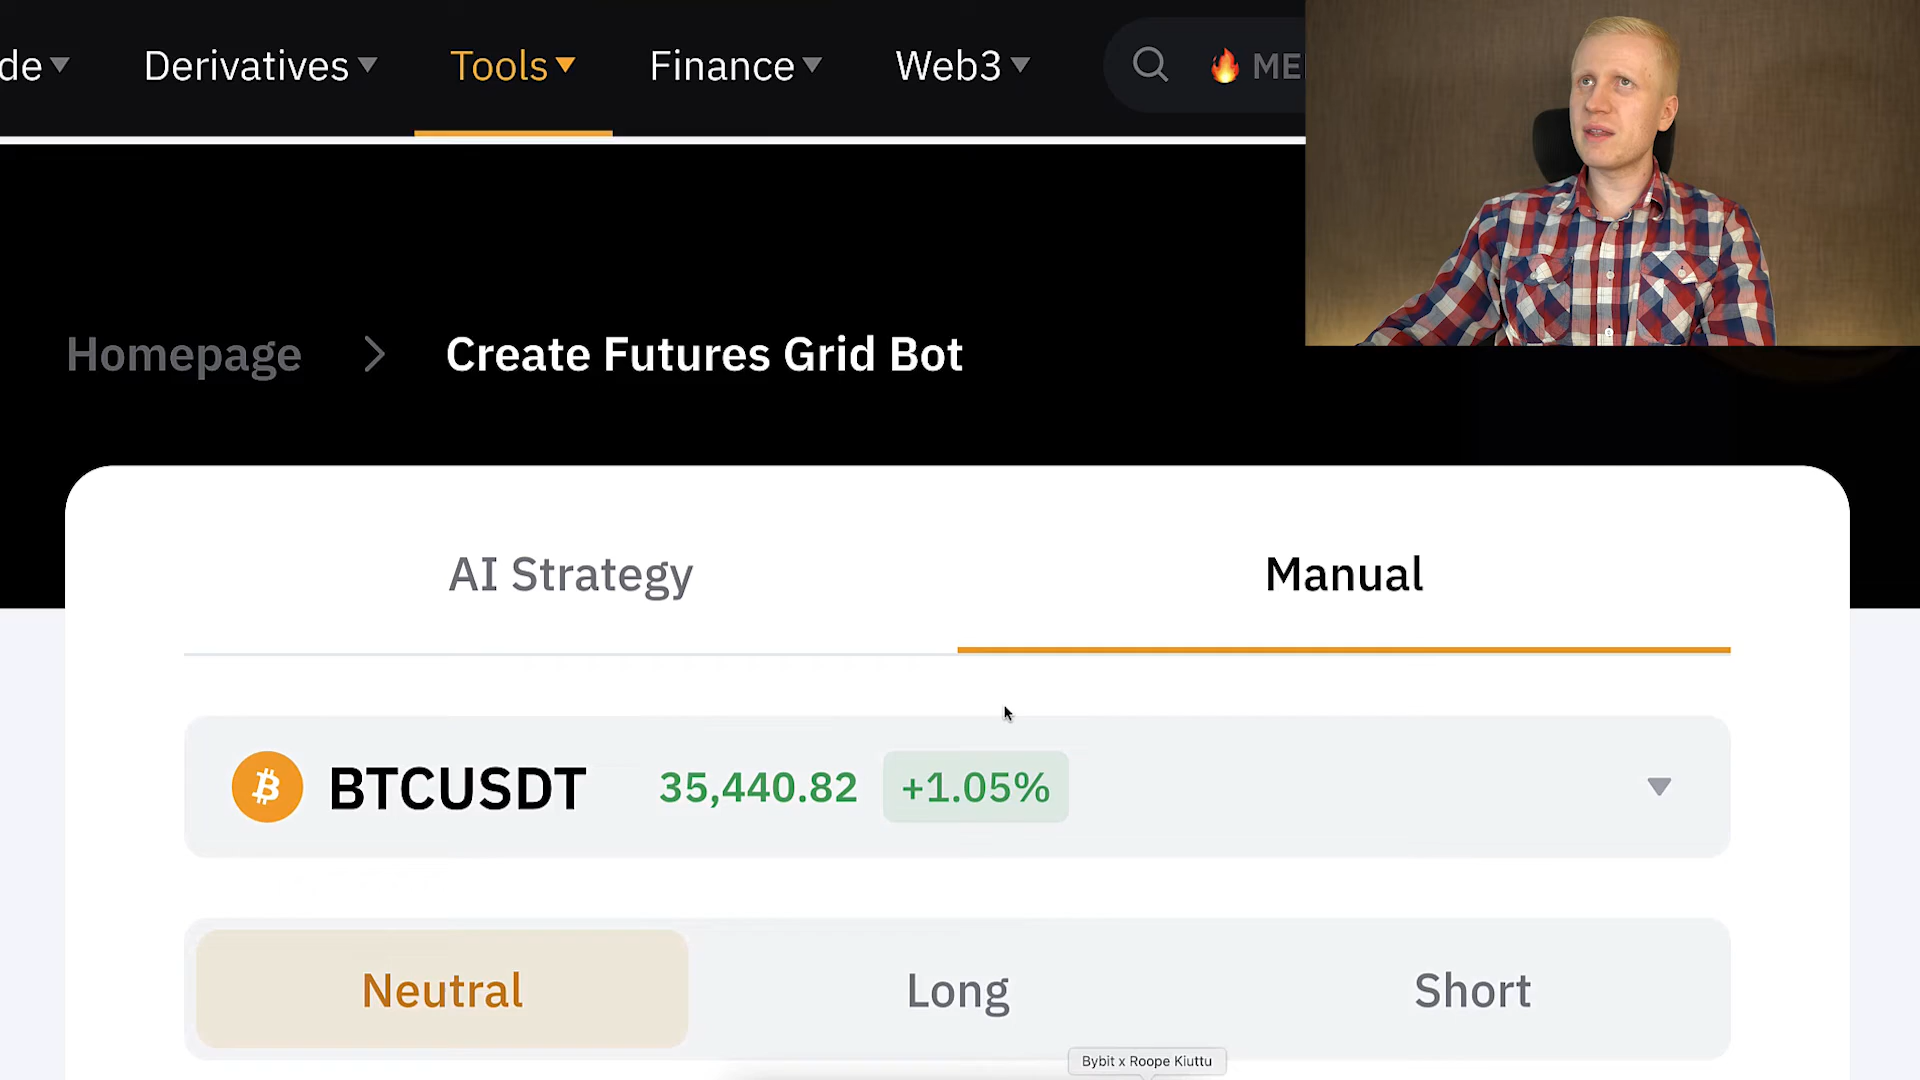 de Derivatives Tools Finance Web3
Homepage > Create Futures Grid Bot
AI Strategy Manual
BTCUSDT 35,440.82 +1.05%
Neutral Long Short
Bybit x Roope Kiuttu